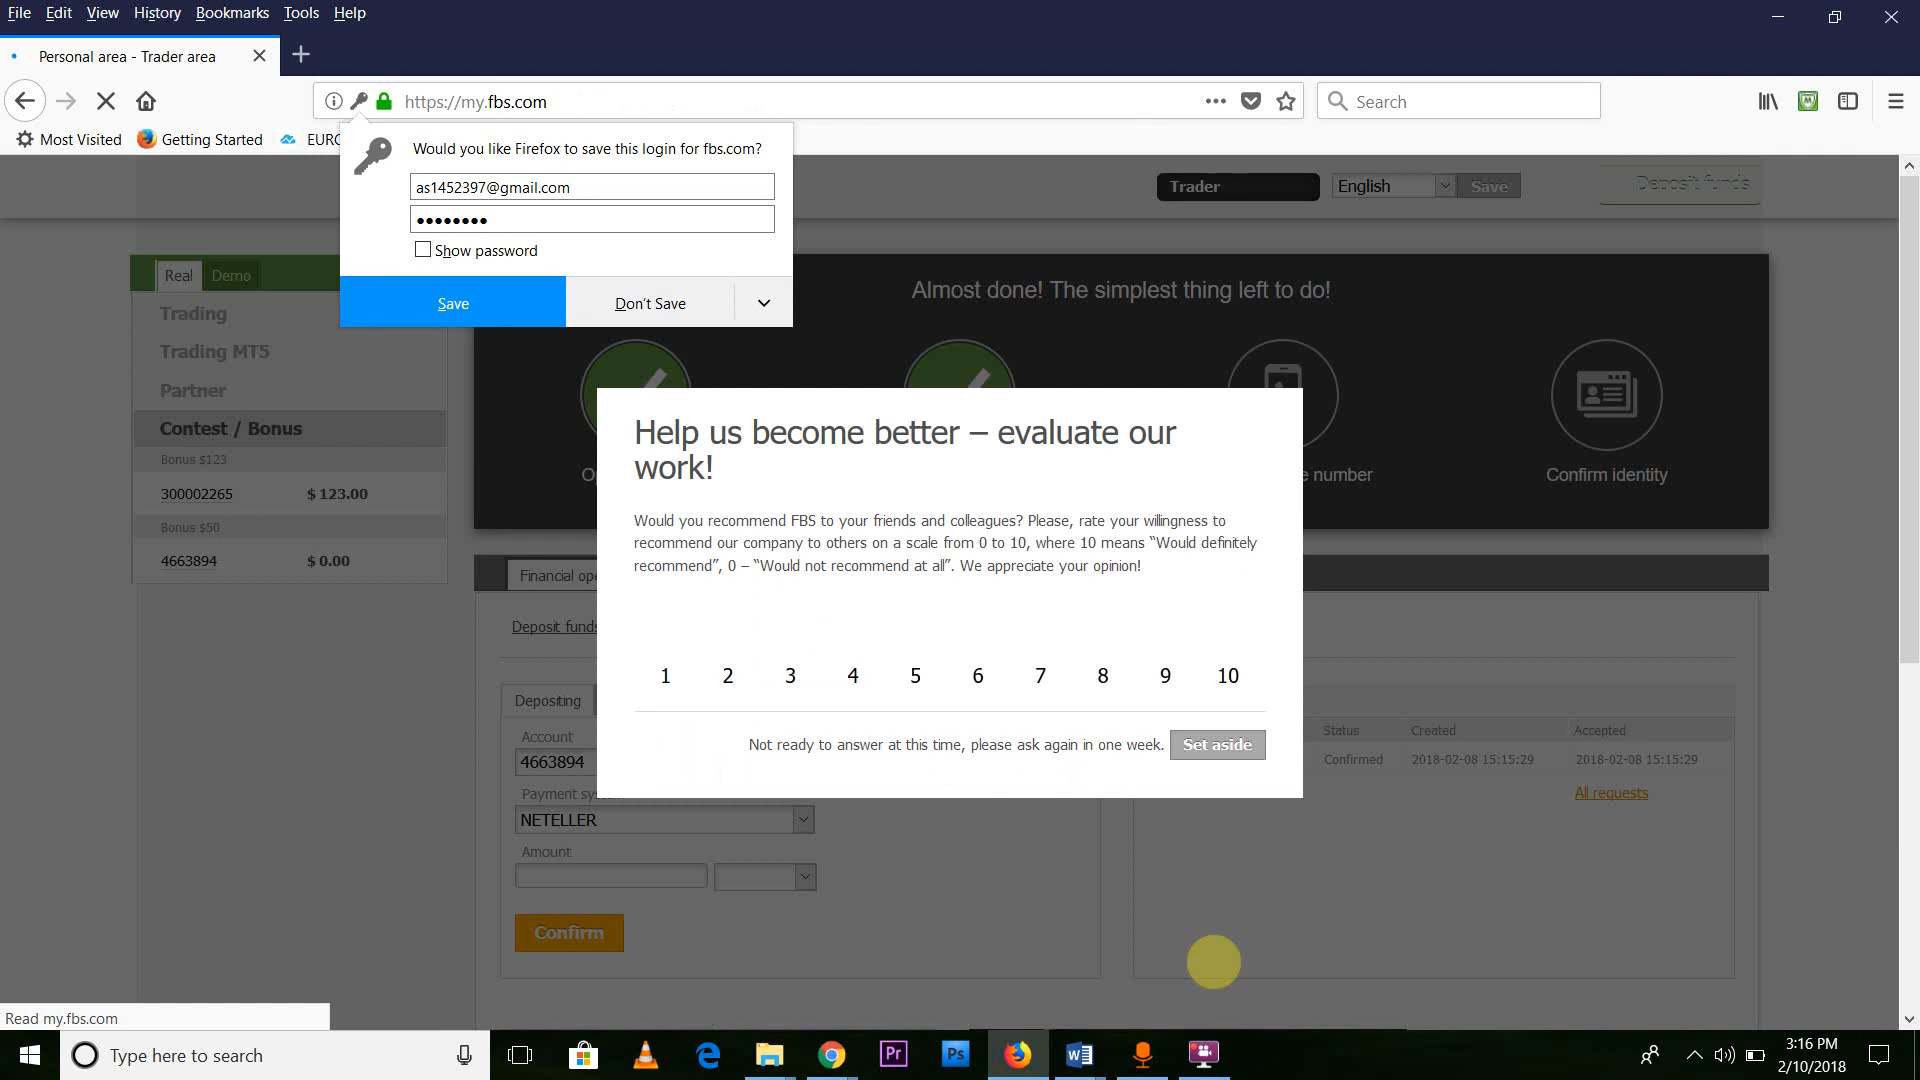 File Edit View History Bookmarks Tools Help
Personal area - Trader area
https://my.fbs.com
Search
Most Visited Getting Started
Would you like Firefox to save this login for fbs.com?
as1452397@gmail.com
••••••••
Show password
Save Don't Save
Trader English Save Deposit funds
Real Demo
Trading
Trading MT5
Partner
Contest / Bonus
Bonus $123
300002265 $ 123.00
Bonus $50
4663894 $ 0.00
Almost done! The simplest thing left to do!
number Confirm identity
Help us become better – evaluate our
work!
Would you recommend FBS to your friends and colleagues? Please, rate your willingness to
recommend our company to others on a scale from 0 to 10, where 10 means “Would definitely
recommend”, 0 – “Would not recommend at all”. We appreciate your opinion!
1 2 3 4 5 6 7 8 9 10
Not ready to answer at this time, please ask again in one week. Set aside
Financial
Deposit funds
Depositing
Account
4663894
Payment
NETELLER
Amount
Confirm
Status Created Accepted
Confirmed 2018-02-08 15:15:29 2018-02-08 15:15:29
All requests
Read my.fbs.com
Type here to search
Pr Ps
3:16 PM
2/10/2018